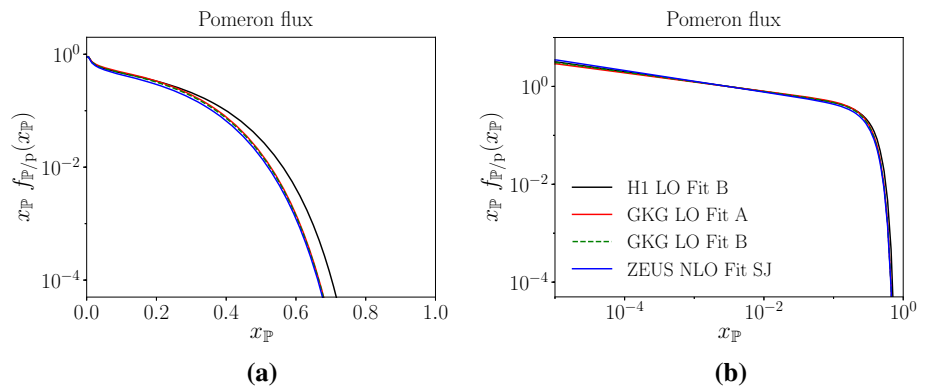 Pomeron flux
10^0
10^−2
10^−4
x_ℙ f_ℙ/p(x_ℙ)
0.0 0.2 0.4 0.6 0.8 1.0
x_ℙ
(a)
Pomeron flux
10^0
10^−2
10^−4
x_ℙ f_ℙ/p(x_ℙ)
H1 LO Fit B
GKG LO Fit A
GKG LO Fit B
ZEUS NLO Fit SJ
10^−4 10^−2 10^0
x_ℙ
(b)